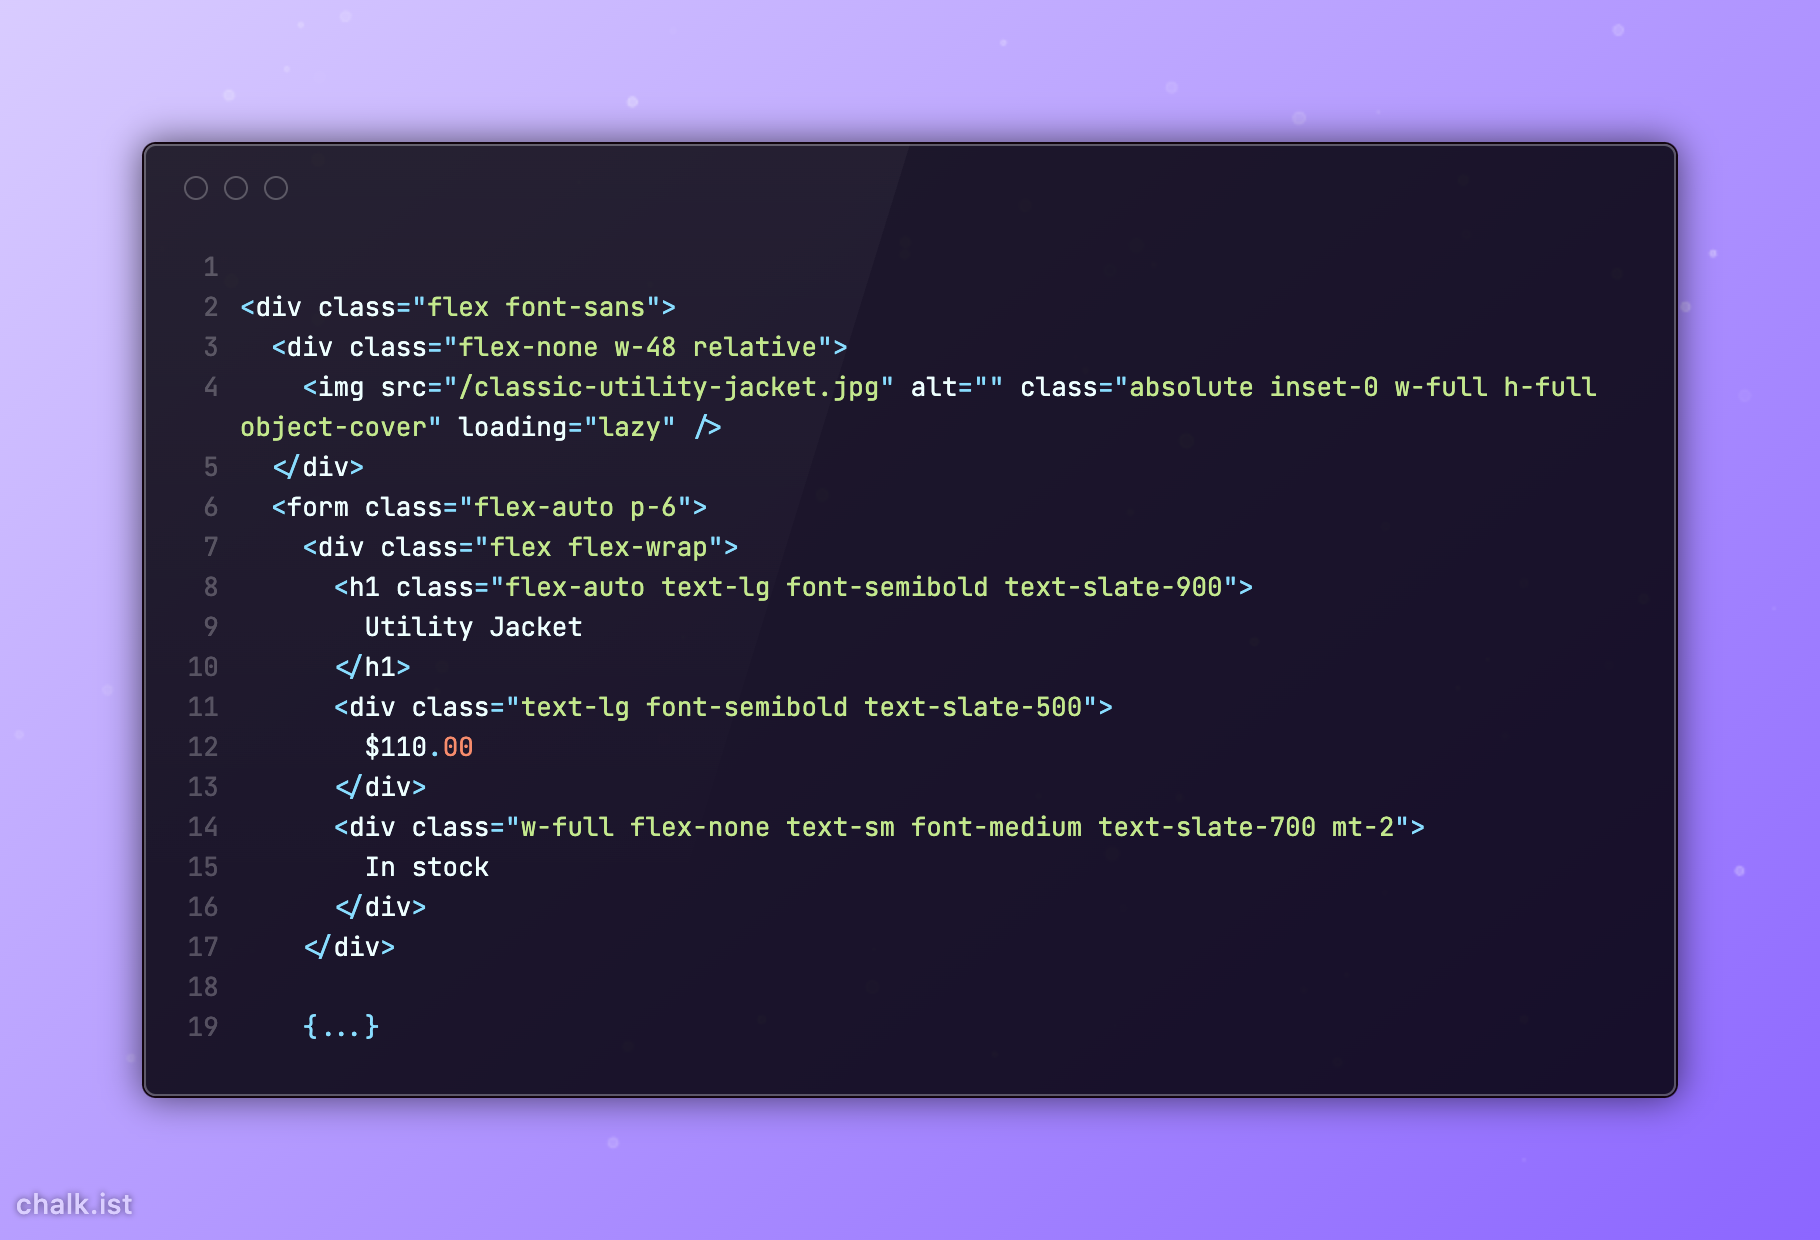 1
2 <div class="flex font-sans">
3   <div class="flex-none w-48 relative">
4     <img src="/classic-utility-jacket.jpg" alt="" class="absolute inset-0 w-full h-full
object-cover" loading="lazy" />
5   </div>
6   <form class="flex-auto p-6">
7     <div class="flex flex-wrap">
8       <h1 class="flex-auto text-lg font-semibold text-slate-900">
9         Utility Jacket
10       </h1>
11       <div class="text-lg font-semibold text-slate-500">
12         $110.00
13       </div>
14       <div class="w-full flex-none text-sm font-medium text-slate-700 mt-2">
15         In stock
16       </div>
17     </div>
18
19     {...}
chalk.ist